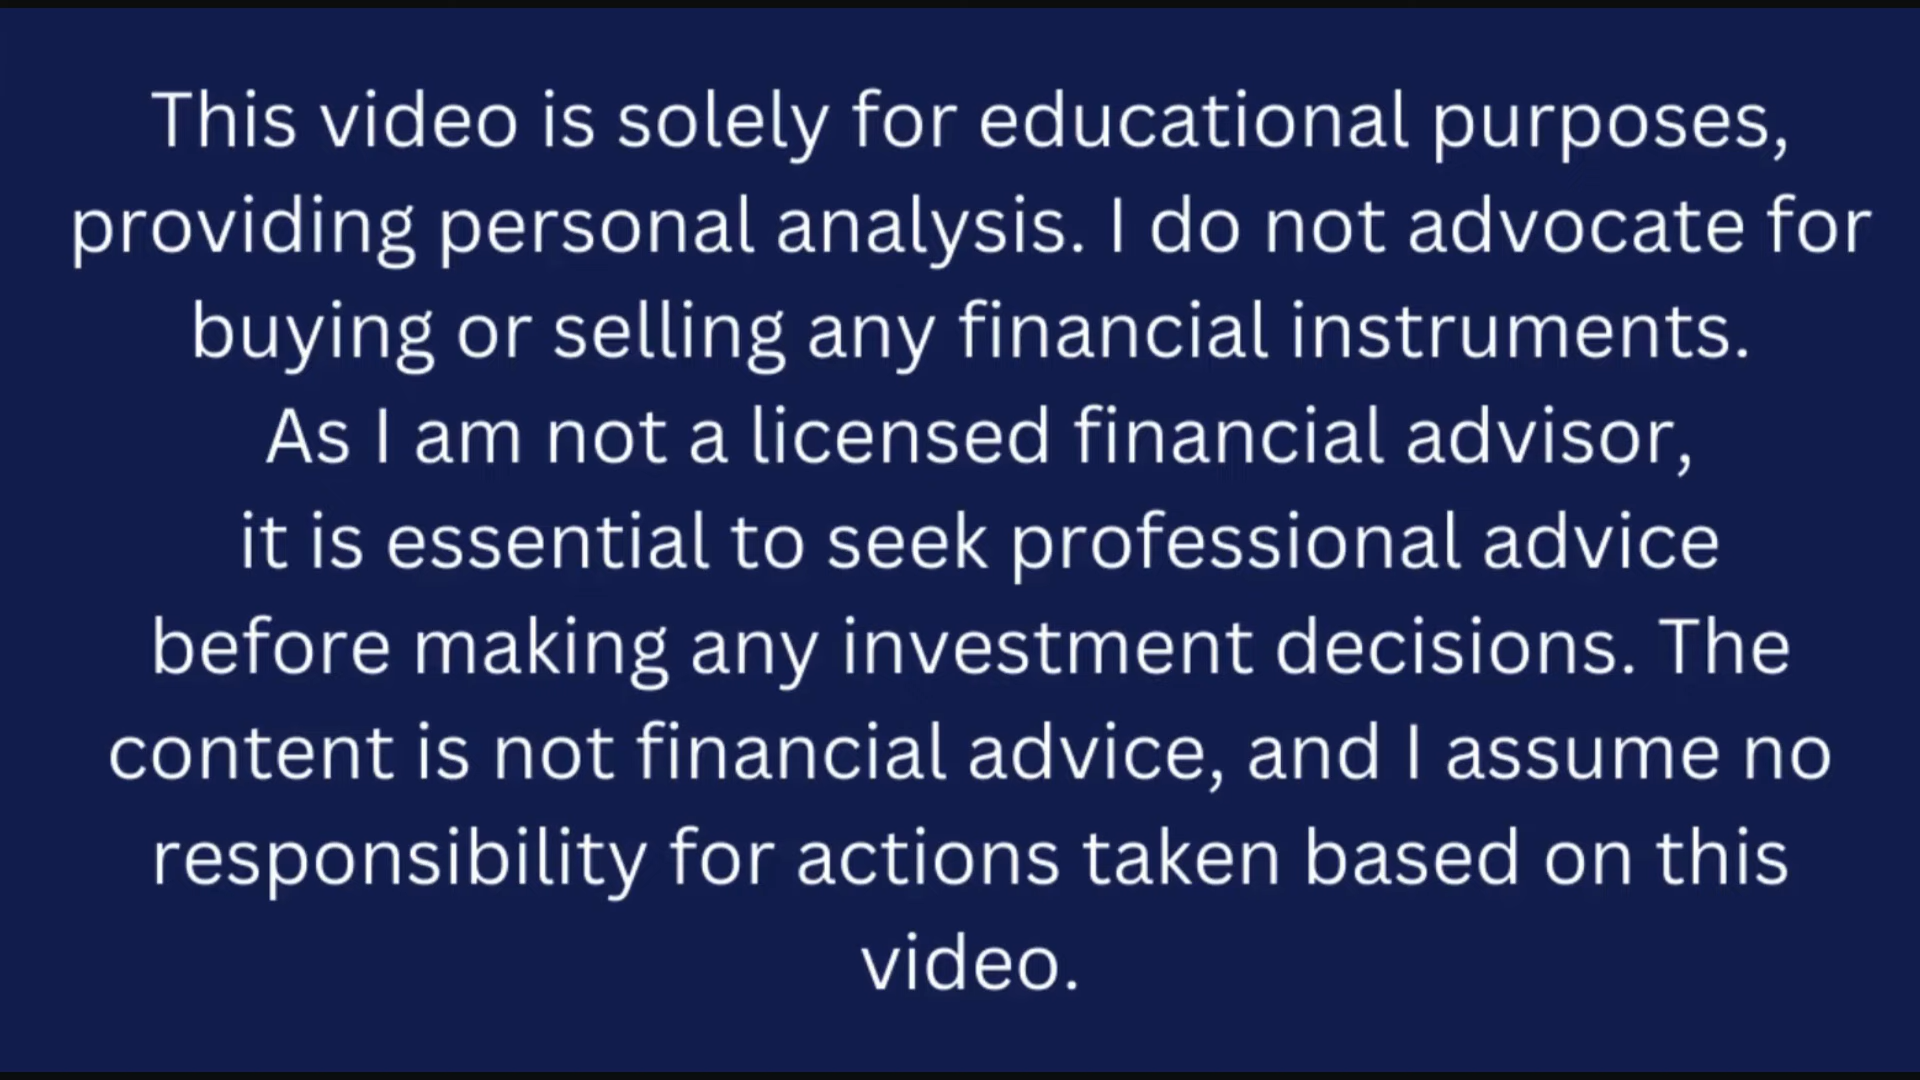 This video is solely for educational purposes,
providing personal analysis. I do not advocate for
buying or selling any financial instruments.
As I am not a licensed financial advisor,
it is essential to seek professional advice
before making any investment decisions. The
content is not financial advice, and I assume no
responsibility for actions taken based on this
video.